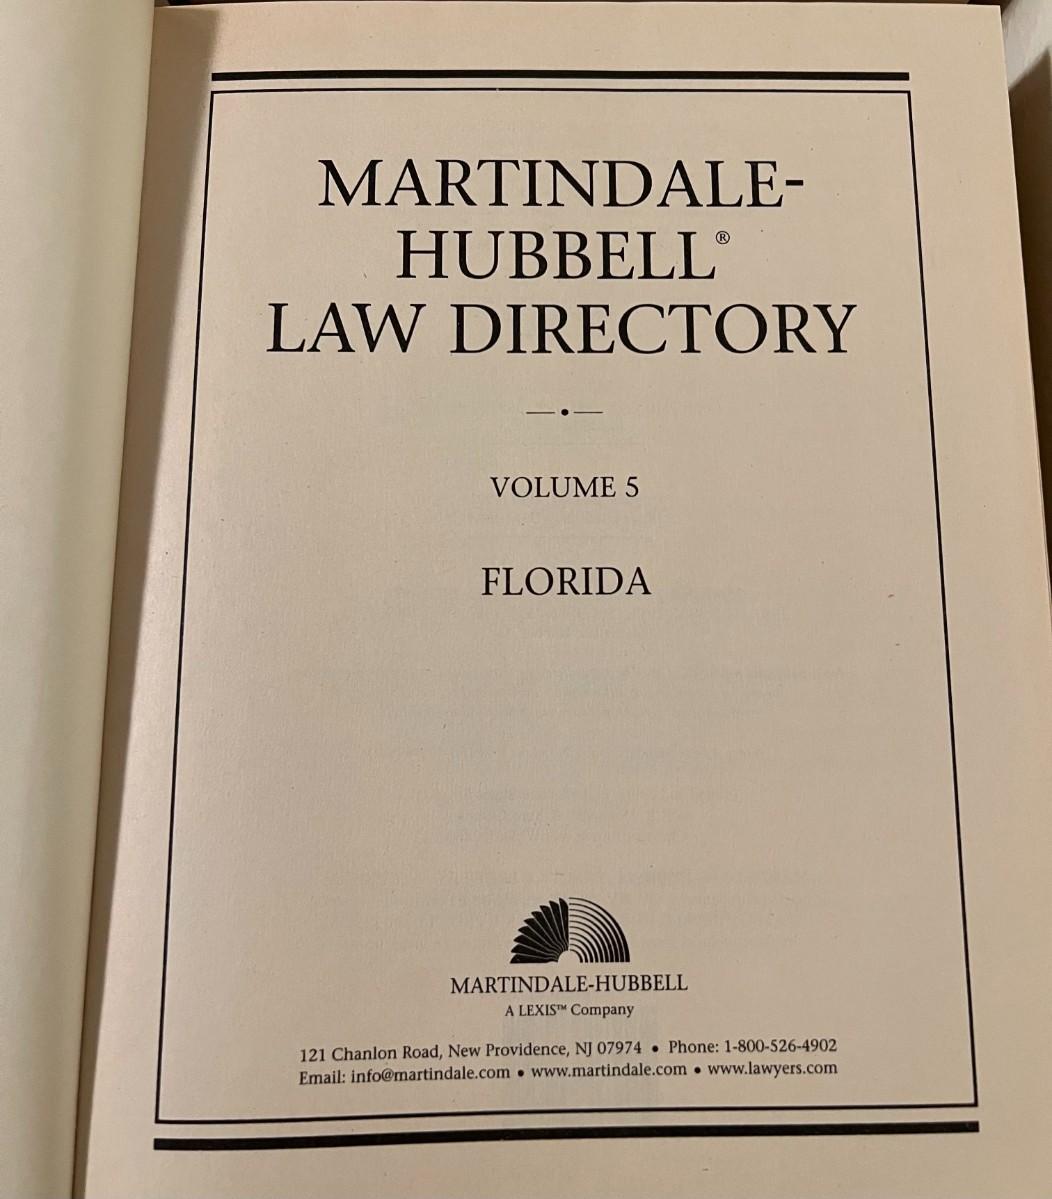 MARTINDALE-
HUBBELL®
LAW DIRECTORY
VOLUME 5
FLORIDA
MARTINDALE-HUBBELL
A LEXIS™ Company
121 Chanlon Road, New Providence, NJ 07974 • Phone: 1-800-526-4902
Email: info@martindale.com • www.martindale.com • www.lawyers.com